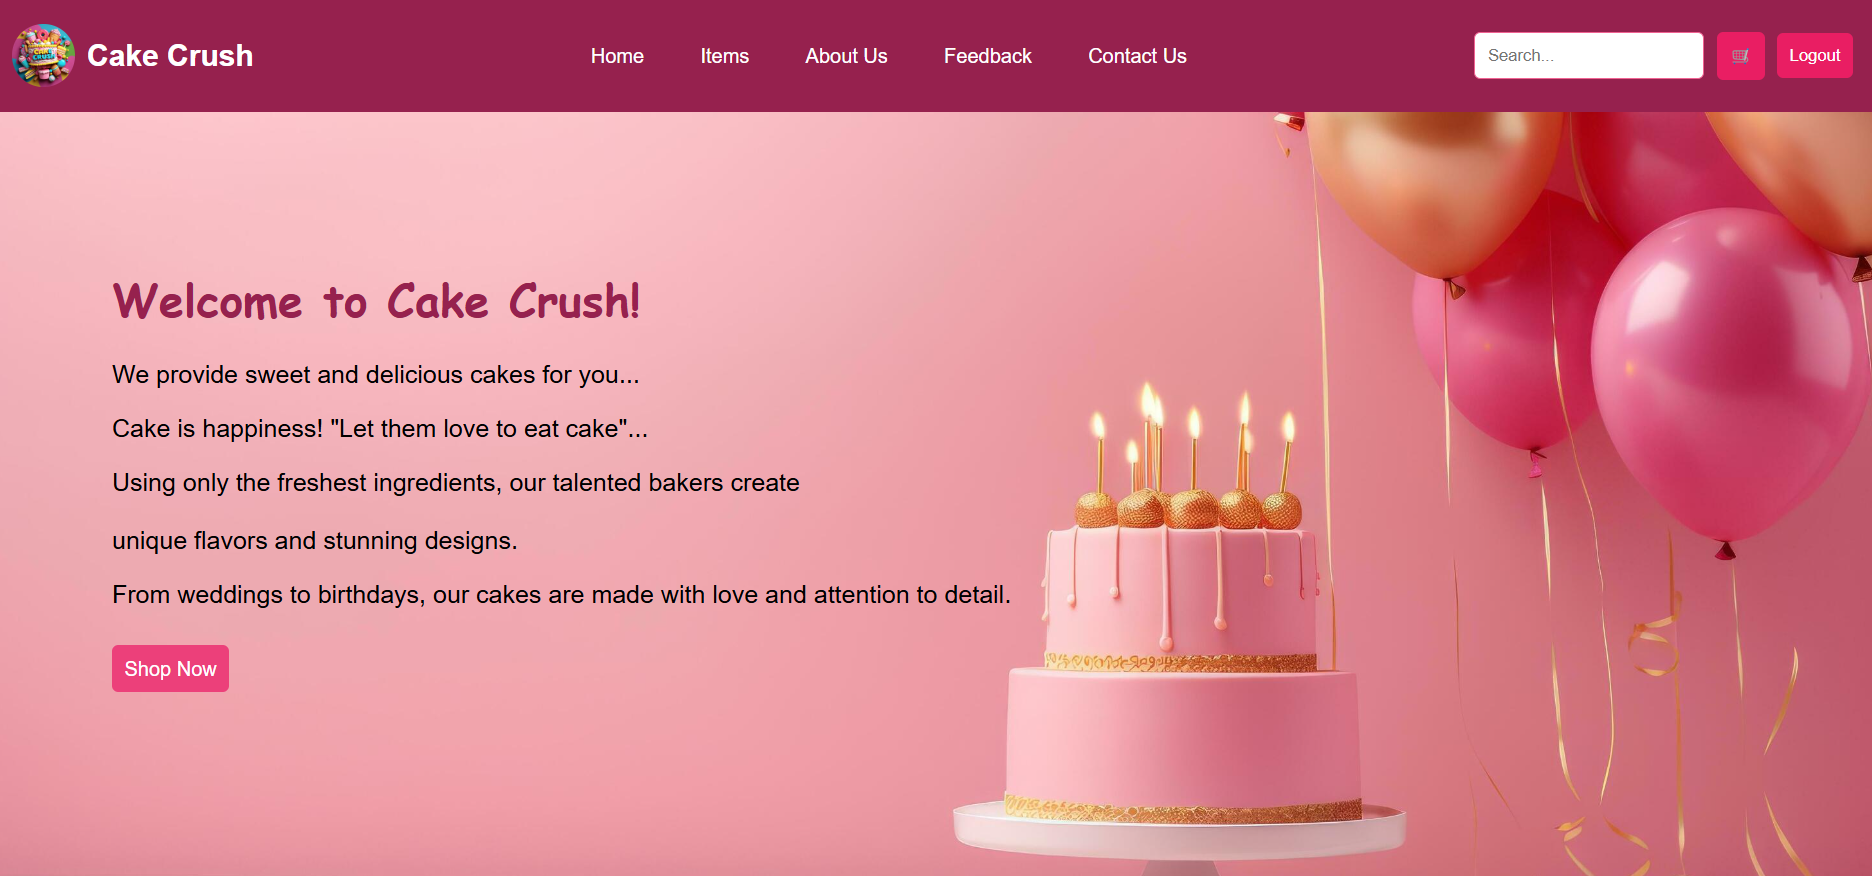 Cake Crush
Home Items About Us Feedback Contact Us
Search...
Logout
Welcome to Cake Crush!
We provide sweet and delicious cakes for you...
Cake is happiness! "Let them love to eat cake"...
Using only the freshest ingredients, our talented bakers create
unique flavors and stunning designs.
From weddings to birthdays, our cakes are made with love and attention to detail.
Shop Now